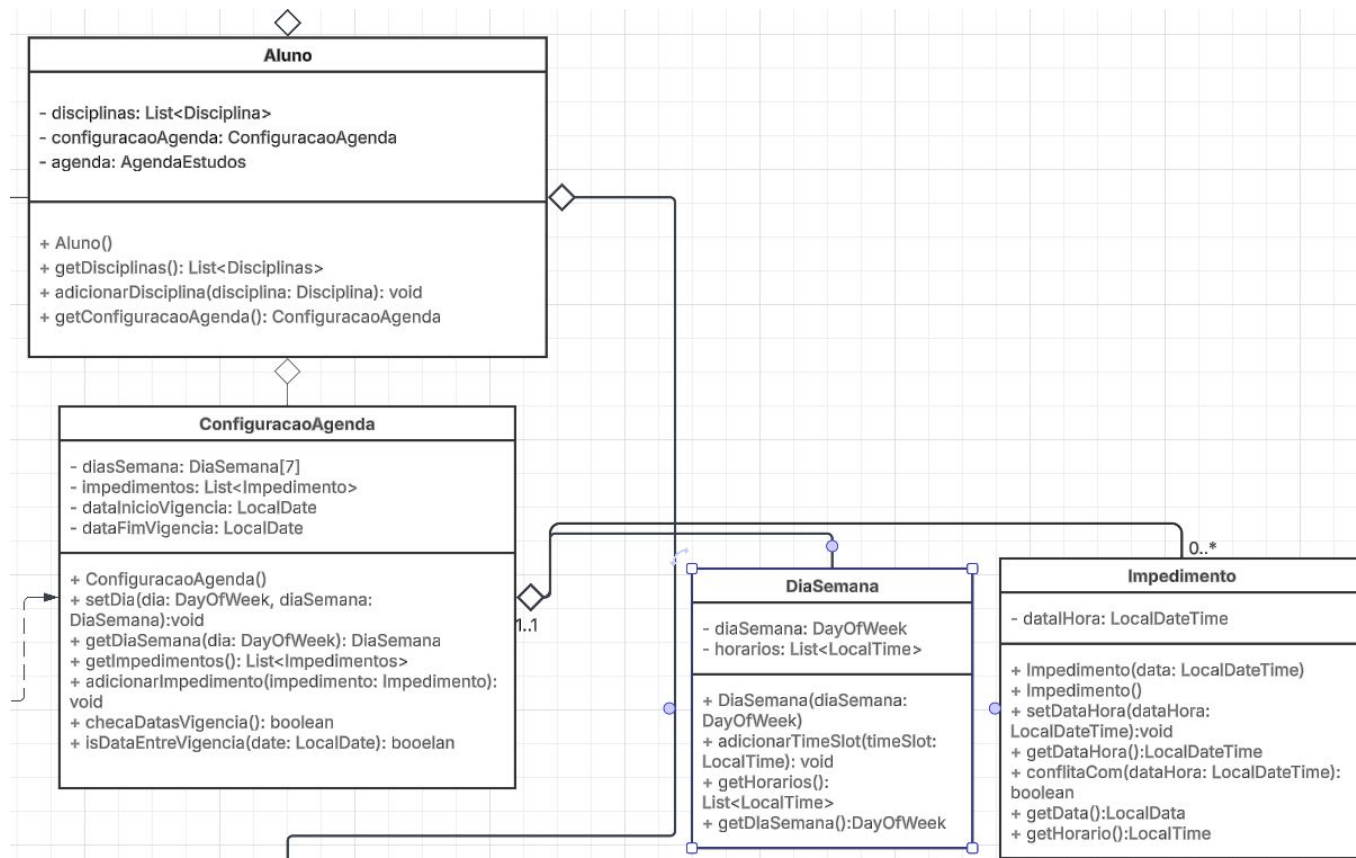 Aluno
- disciplinas: List<Disciplina>
- configuracaoAgenda: ConfiguracaoAgenda
- agenda: AgendaEstudos
+ Aluno()
+ getDisciplinas(): List<Disciplinas>
+ adicionarDisciplina(disciplina: Disciplina): void
+ getConfiguracaoAgenda(): ConfiguracaoAgenda
ConfiguracaoAgenda
- diasSemana: DiaSemana[7]
- impedimentos: List<Impedimento>
- dataInicioVigencia: LocalDate
- dataFimVigencia: LocalDate
+ ConfiguracaoAgenda()
+ setDia(dia: DayOfWeek, diaSemana:
DiaSemana):void
+ getDiaSemana(dia: DayOfWeek): DiaSemana
+ getImpedimentos(): List<Impedimentos>
+ adicionarImpedimento(impedimento: Impedimento):
void
+ checaDatasVigencia(): boolean
+ isDataEntreVigencia(date: LocalDate): booelan
1..1
0..*
DiaSemana
- diaSemana: DayOfWeek
- horarios: List<LocalTime>
+ DiaSemana(diaSemana:
DayOfWeek)
+ adicionarTimeSlot(timeSlot:
LocalTime): void
+ getHorarios():
List<LocalTime>
+ getDIaSemana():DayOfWeek
Impedimento
- dataIHora: LocalDateTime
+ Impedimento(data: LocalDateTime)
+ Impedimento()
+ setDataHora(dataHora:
LocalDateTime):void
+ getDataHora():LocalDateTime
+ conflitaCom(dataHora: LocalDateTime):
boolean
+ getData():LocalData
+ getHorario():LocalTime